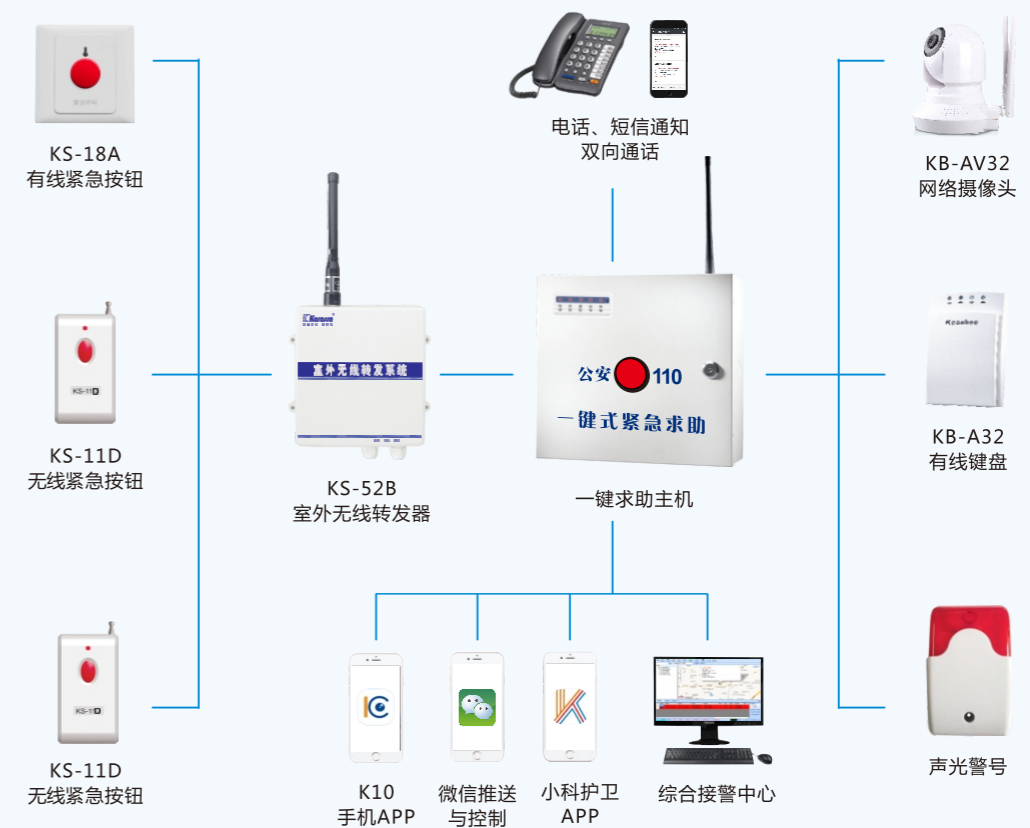 电话、短信通知
双向通话
KS-18A
有线紧急按钮
KB-AV32
网络摄像头
室外无线转发系统
公安 110
一键式紧急求助
KS-11D
KS-11D
无线紧急按钮
KS-52B
室外无线转发器
一键求助主机
KB-A32
有线键盘
KS-11D
KS-11D
无线紧急按钮
K10
手机APP
微信推送
与控制
小科护卫
APP
综合接警中心
声光警号